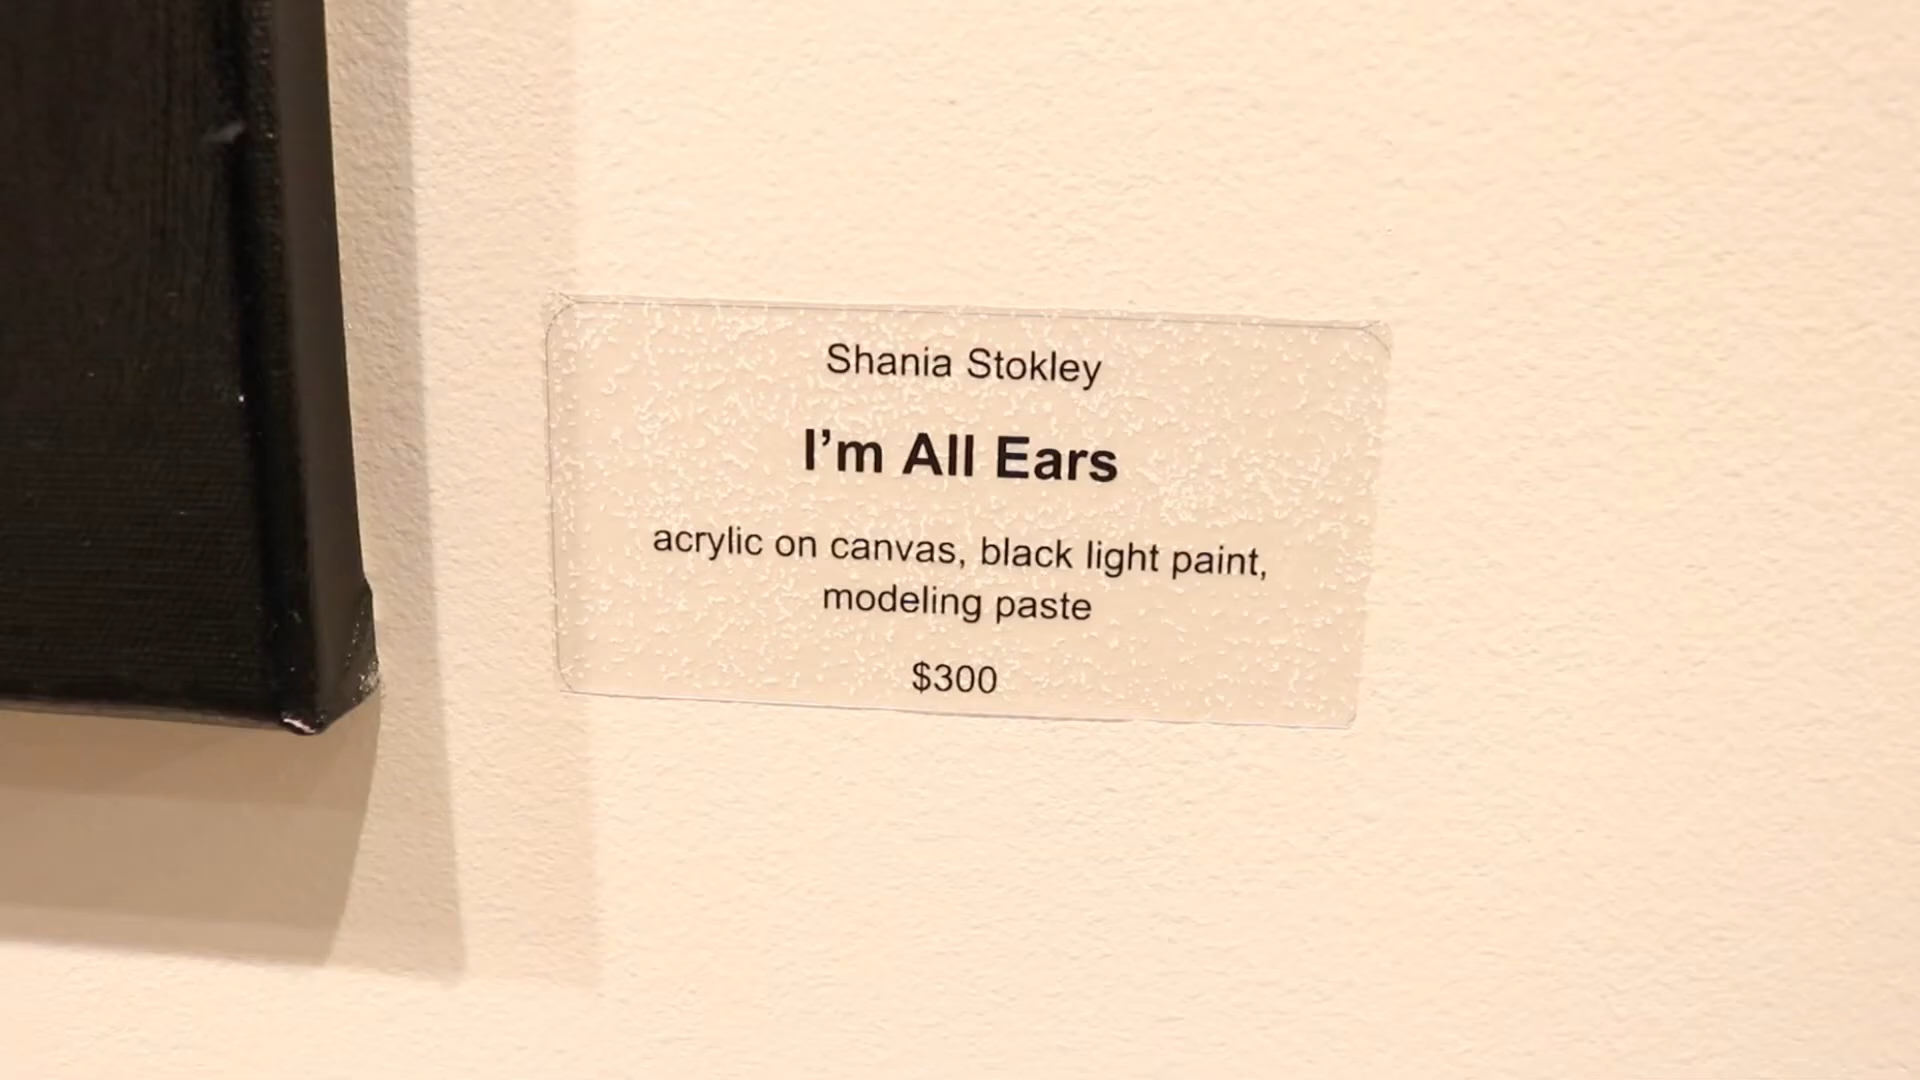 Shania Stokley
I’m All Ears
acrylic on canvas, black light paint,
modeling paste
$300